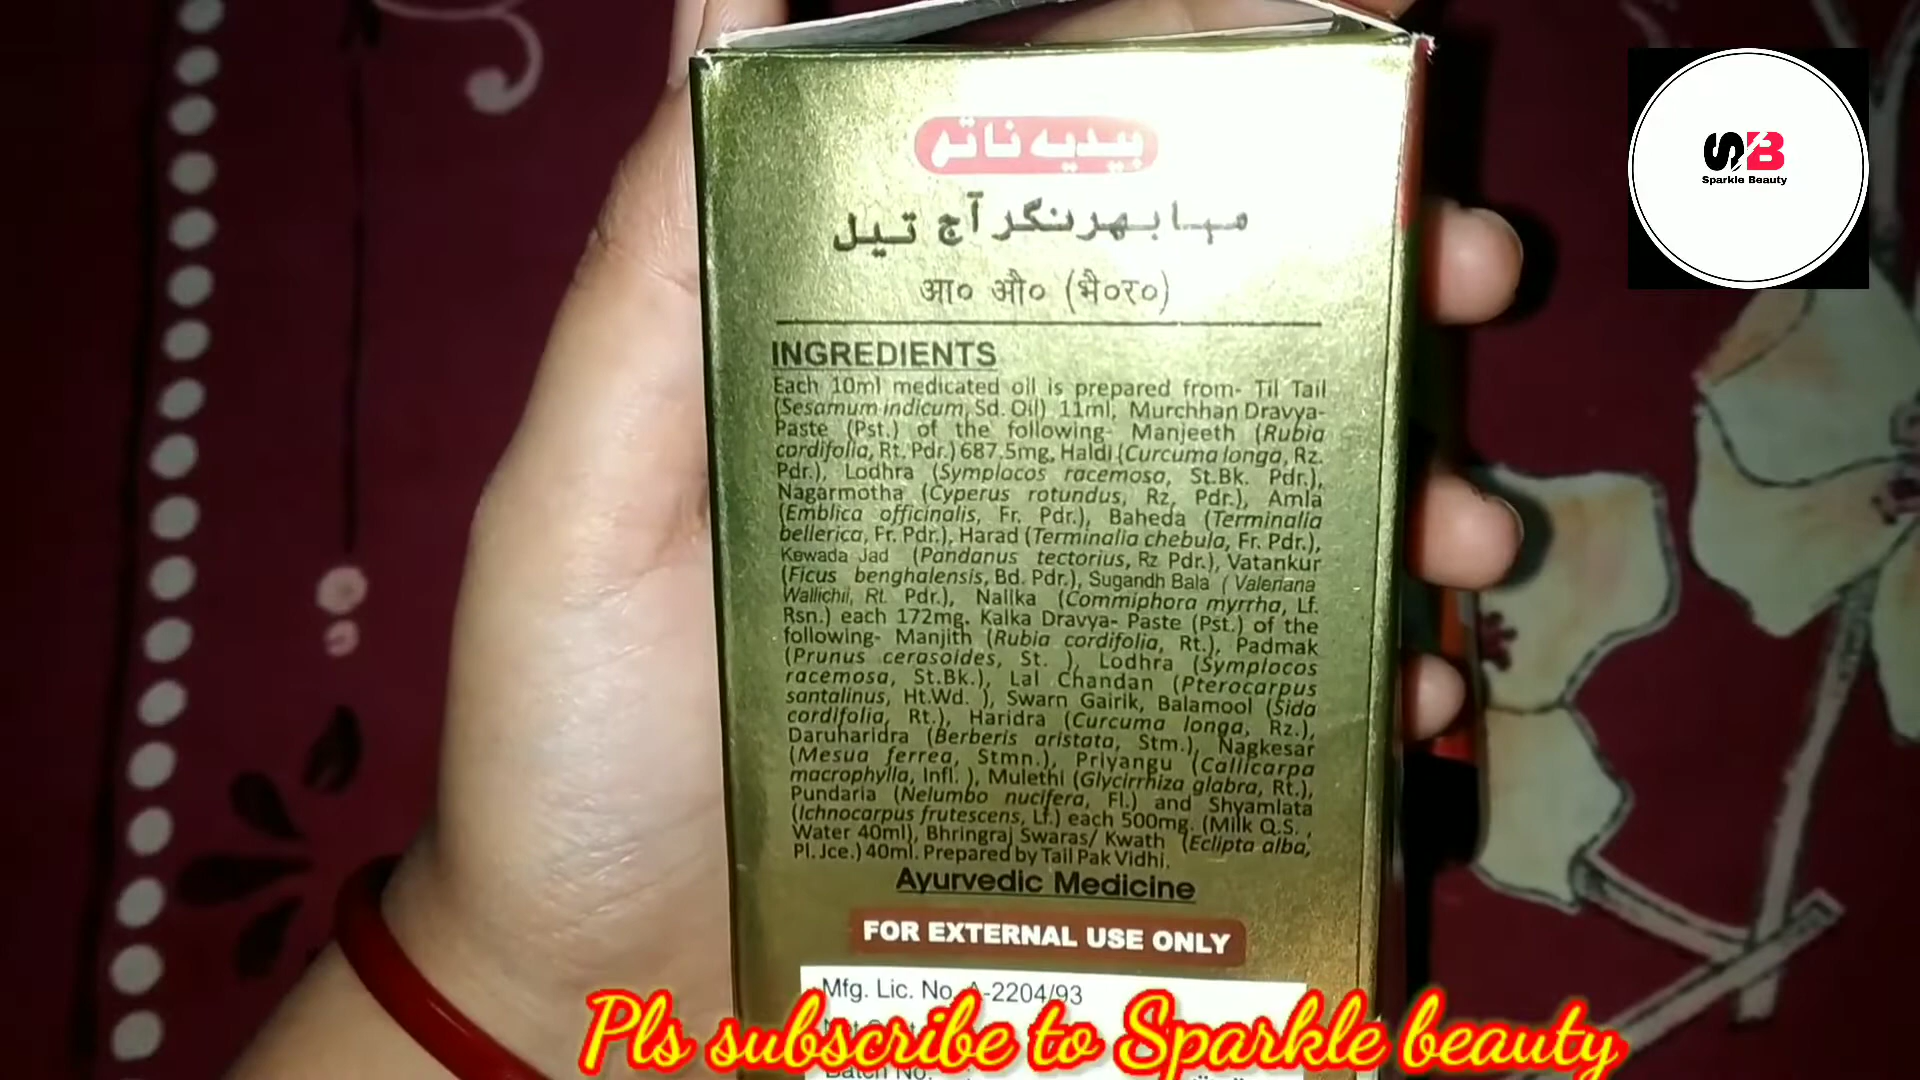 بیدیہ ناتھ
مہا بھرنگر آج تیل
आ० औ० (भै०र०)
INGREDIENTS
Each 10ml medicated oil is prepared from- Til Tail
(Sesamum indicum, Sd. Oil) 11ml, Murchhan Dravya-
Paste (Pst.) of the following- Manjeeth (Rubia
cordifolia, Rt. Pdr.) 687.5mg, Haldi (Curcuma longa, Rz.
Pdr.), Lodhra (Symplocos racemosa, St.Bk. Pdr.),
Nagarmotha (Cyperus rotundus, Rz, Pdr.), Amla
(Emblica officinalis, Fr. Pdr.), Baheda (Terminalia
bellerica, Fr. Pdr.), Harad (Terminalia chebula, Fr. Pdr.),
Kewada Jad (Pandanus tectorius, Rz Pdr.), Vatankur
(Ficus benghalensis, Bd. Pdr.), Sugandh Bala ( Valeriana
Wallichii, Rt. Pdr.), Nalika (Commiphora myrrha, Lf.
Rsn.) each 172mg. Kalka Dravya- Paste (Pst.) of the
following- Manjith (Rubia cordifolia, Rt.), Padmak
(Prunus cerasoides, St. ), Lodhra (Symplocos
racemosa, St.Bk.), Lal Chandan (Pterocarpus
santalinus, Ht.Wd. ), Swarn Gairik, Balamool (Sida
cordifolia, Rt.), Haridra (Curcuma longa, Rz.),
Daruharidra (Berberis aristata, Stm.), Nagkesar
(Mesua ferrea, Stmn.), Priyangu (Callicarpa
macrophylla, Infl. ), Mulethi (Glycirrhiza glabra, Rt.),
Pundaria (Nelumbo nucifera, Fl.) and Shyamlata
(Ichnocarpus frutescens, Lf.) each 500mg. (Milk Q.S. ,
Water 40ml), Bhringraj Swaras/ Kwath (Eclipta alba,
Pl. Jce.) 40ml. Prepared by Tail Pak Vidhi.
Ayurvedic Medicine
FOR EXTERNAL USE ONLY
Mfg. Lic. No. A-2204/93
Batch No.
SB
Sparkle Beauty
Pls subscribe to Sparkle beauty